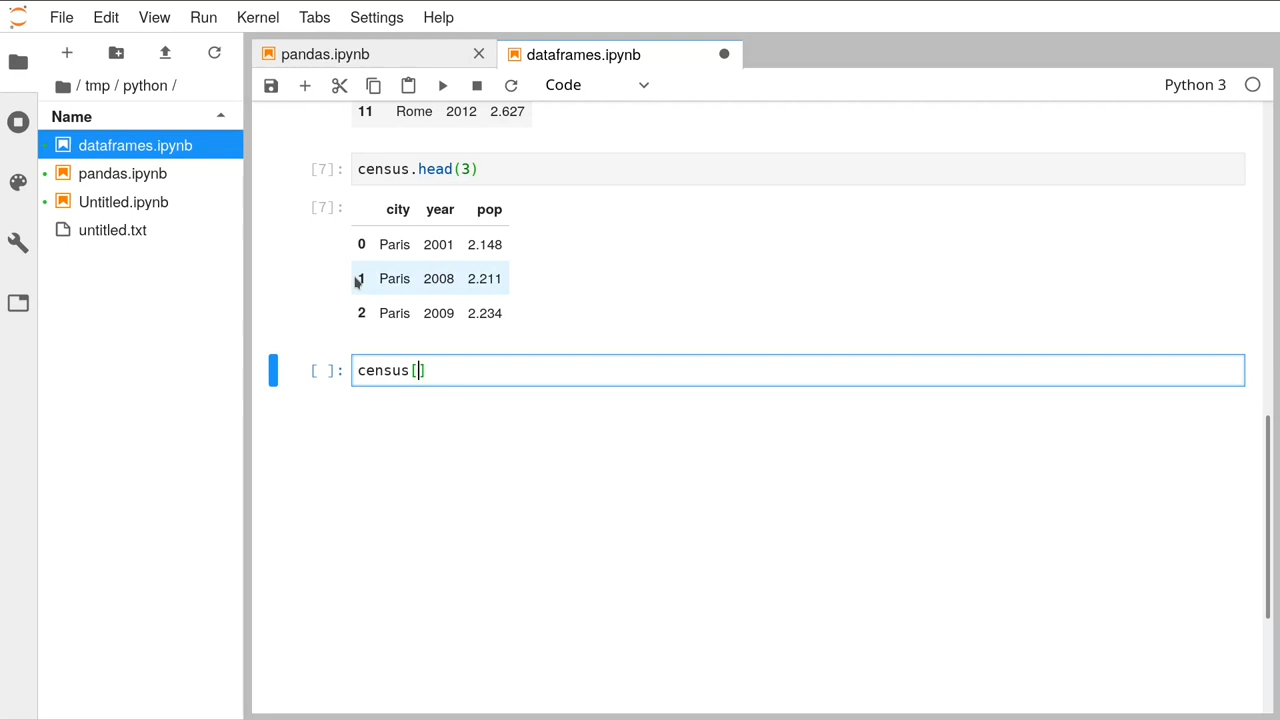 File Edit View Run Kernel Tabs Settings Help
pandas.ipynb dataframes.ipynb
/ tmp / python /
Code Python 3
Name
dataframes.ipynb
pandas.ipynb
Untitled.ipynb
untitled.txt
11 Rome 2012 2.627
[7]: census.head(3)
[7]: city year pop
0 Paris 2001 2.148
1 Paris 2008 2.211
2 Paris 2009 2.234
[ ]: census[]